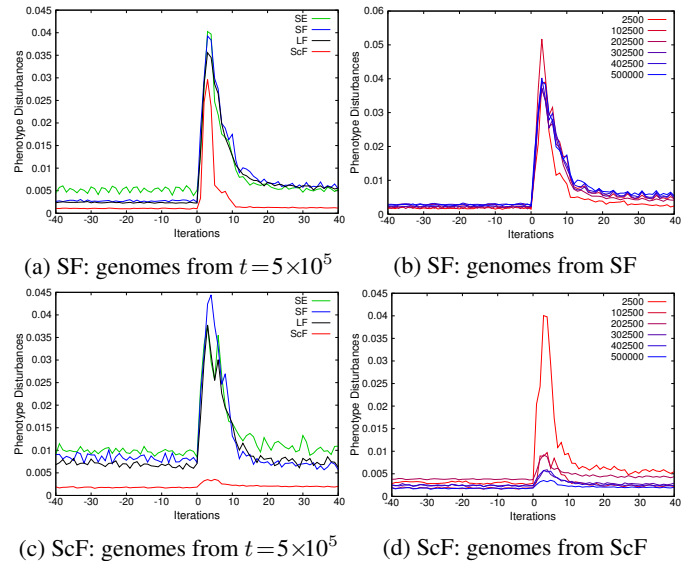 SE
SF
LF
ScF
0.045
0.04
0.035
0.03
0.025
0.02
0.015
0.01
0.005
0
-40 -30 -20 -10 0 10 20 30 40
Phenotype Disturbances
Iterations
(a) SF: genomes from t=5×10⁵
2500
102500
202500
302500
402500
500000
0.06
0.05
0.04
0.03
0.02
0.01
0
-40 -30 -20 -10 0 10 20 30 40
Phenotype Disturbances
Iterations
(b) SF: genomes from SF
SE
SF
LF
ScF
0.045
0.04
0.035
0.03
0.025
0.02
0.015
0.01
0.005
0
-40 -30 -20 -10 0 10 20 30 40
Phenotype Disturbances
Iterations
(c) ScF: genomes from t=5×10⁵
2500
102500
202500
302500
402500
500000
0.045
0.04
0.035
0.03
0.025
0.02
0.015
0.01
0.005
0
-40 -30 -20 -10 0 10 20 30 40
Phenotype Disturbances
Iterations
(d) ScF: genomes from ScF